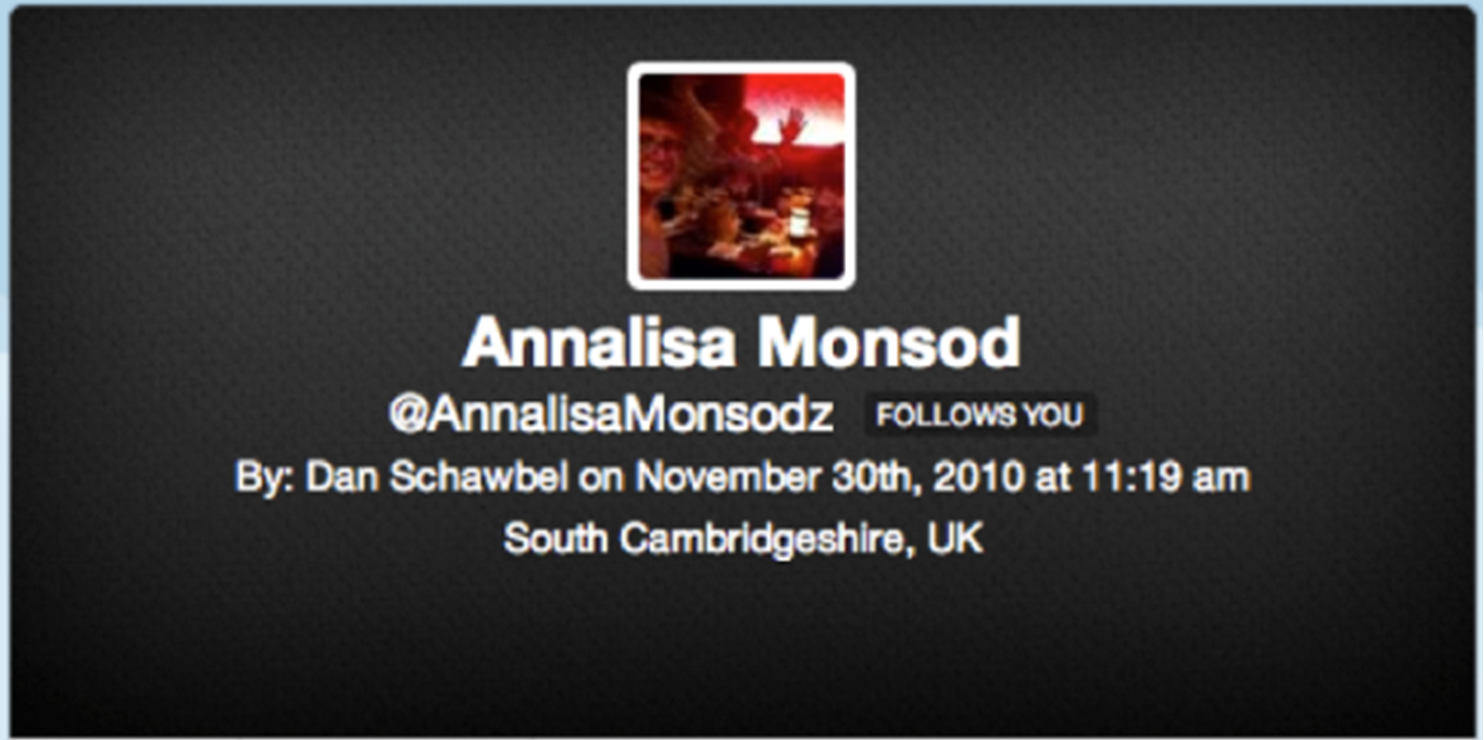 Annalisa Monsod
@AnnalisaMonsodz FOLLOWS YOU
By: Dan Schawbel on November 30th, 2010 at 11:19 am
South Cambridgeshire, UK